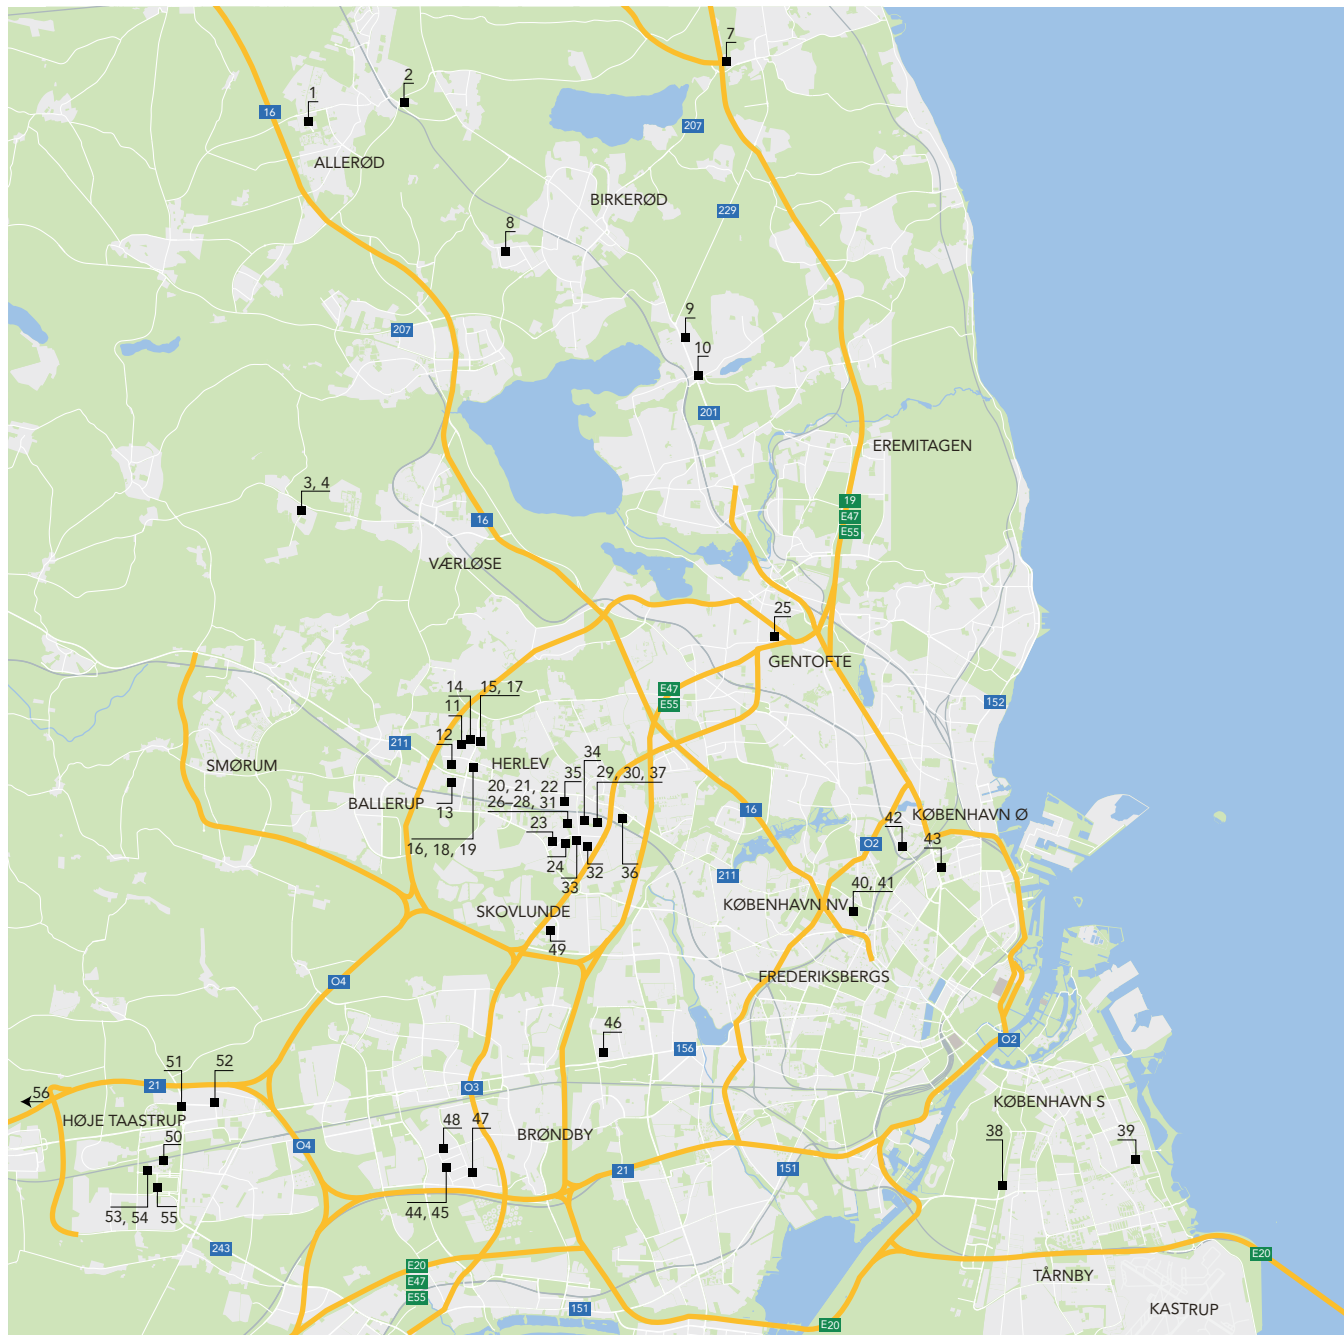 7
2
1
16
207
ALLERØD
BIRKERØD
229
8
9
207
10
201
EREMITAGEN
3, 4
19
E47
E55
16
VÆRLØSE
25
GENTOFTE
14
15, 17
E47
E55
152
11
12
211
34
SMØRUM
HERLEV
35
29, 30, 37
20, 21, 22
26–28, 31
BALLERUP
13
16
KØBENHAVN Ø
42
O2
43
23
16, 18, 19
24
32
36
33
211
40, 41
SKOVLUNDE
KØBENHAVN NV
49
FREDERIKSBERGS
O4
46
O2
156
51
52
21
56
O3
HØJE TAASTRUP
KØBENHAVN S
48
47
BRØNDBY
38
39
50
O4
21
151
53, 54
55
44, 45
243
E20
E47
E55
E20
TÅRNBY
151
KASTRUP
E20